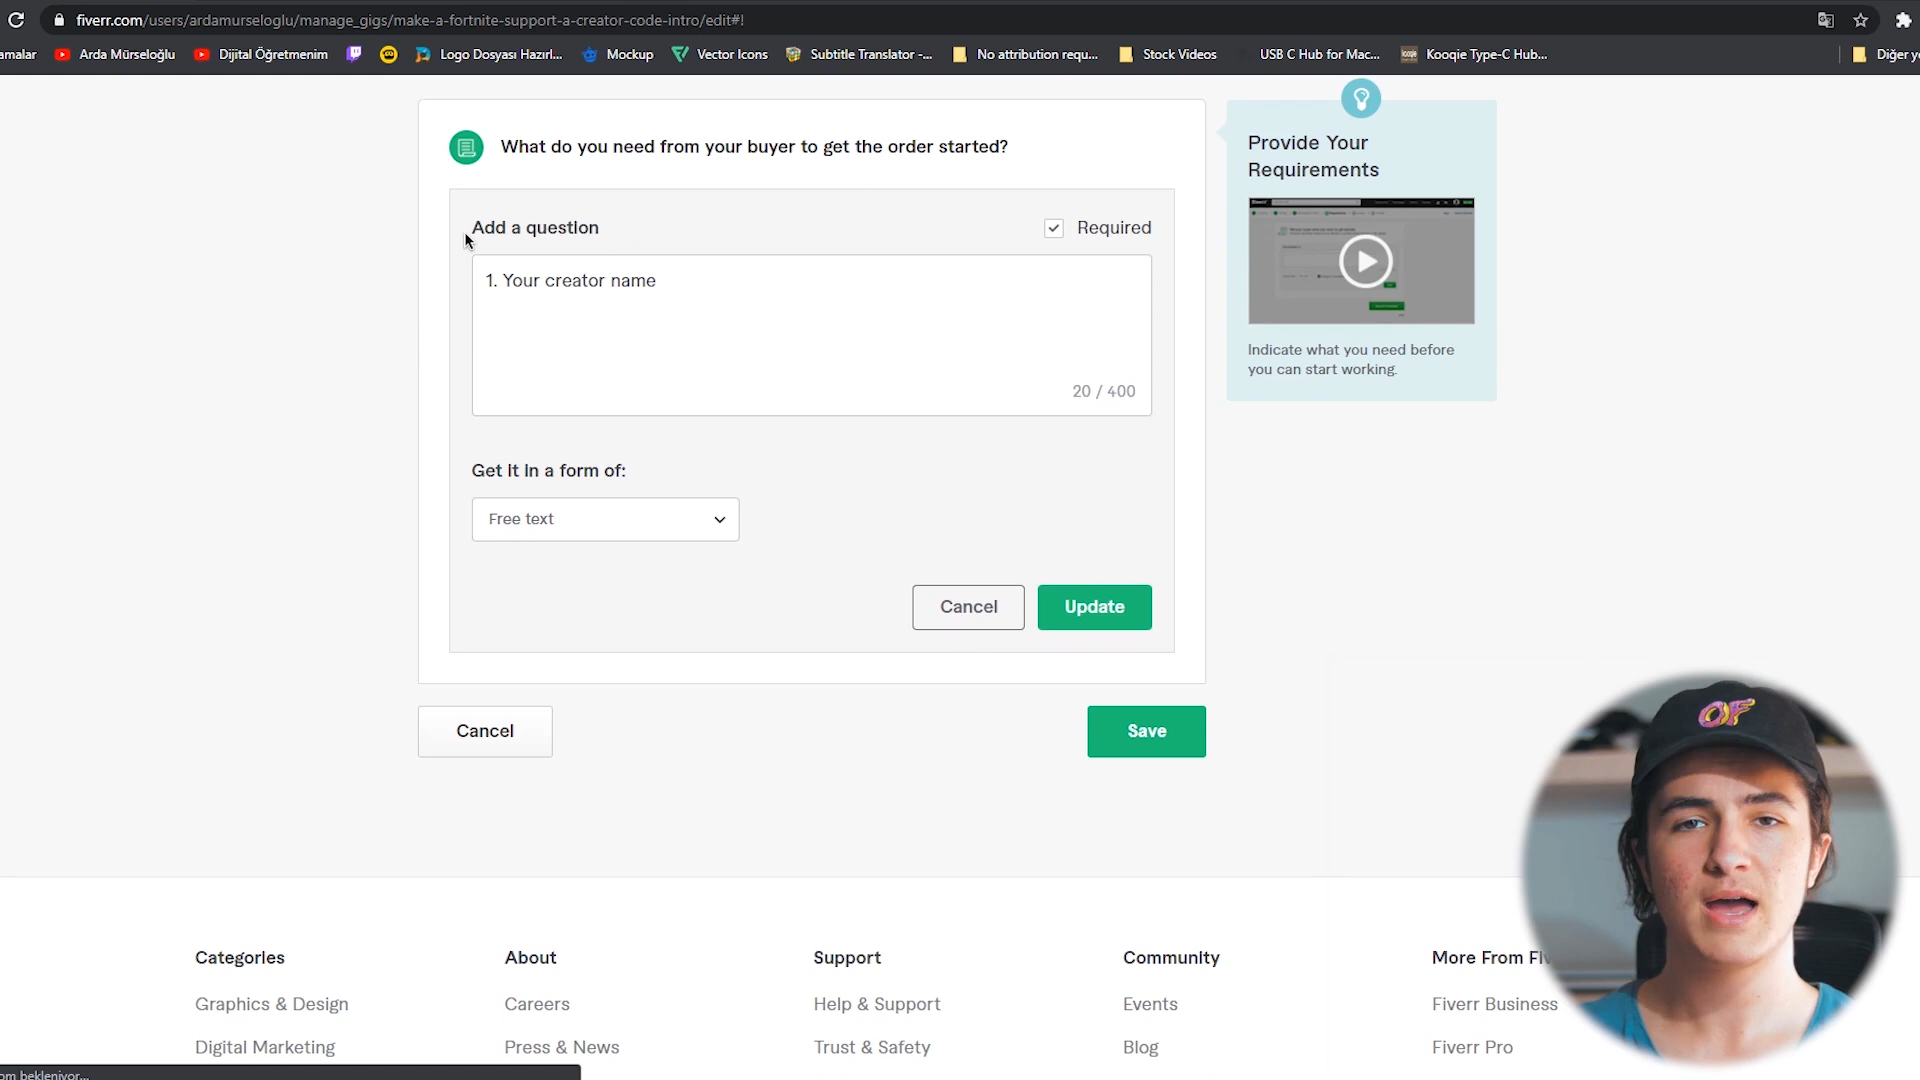 fiverr.com/users/ardamurseloglu/manage_gigs/make-a-fortnite-support-a-creator-code-intro/edit#!
amalar Arda Mürseloğlu Dijital Öğretmenim Logo Dosyası Hazırl... Mockup Vector Icons Subtitle Translator -... No attribution requ... Stock Videos USB C Hub for Mac... Kooqie Type-C Hub... Diğer ye
What do you need from your buyer to get the order started?
Add a question
Required
1. Your creator name
20 / 400
Get It In a form of:
Free text
Cancel
Update
Cancel
Save
Provide Your
Requirements
Indicate what you need before
you can start working.
OF
Categories About Support Community More From Fiv
Graphics & Design Careers Help & Support Events Fiverr Business
Digital Marketing Press & News Trust & Safety Blog Fiverr Pro
om bekleniyor...